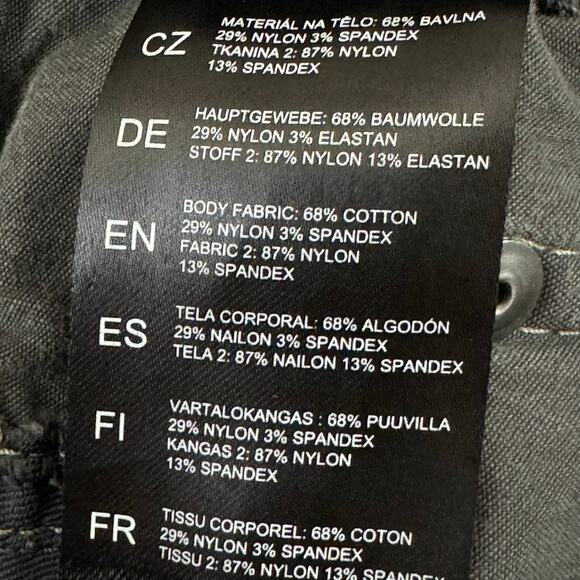 CZ
MATERIÁL NA TĚLO: 68% BAVLNA
29% NYLON 3% SPANDEX
TKANINA 2: 87% NYLON
13% SPANDEX
DE
HAUPTGEWEBE: 68% BAUMWOLLE
29% NYLON 3% ELASTAN
STOFF 2: 87% NYLON 13% ELASTAN
EN
BODY FABRIC: 68% COTTON
29% NYLON 3% SPANDEX
FABRIC 2: 87% NYLON
13% SPANDEX
ES
TELA CORPORAL: 68% ALGODÓN
29% NAILON 3% SPANDEX
TELA 2: 87% NAILON 13% SPANDEX
FI
VARTALOKANGAS : 68% PUUVILLA
29% NYLON 3% SPANDEX
KANGAS 2: 87% NYLON
13% SPANDEX
FR
TISSU CORPOREL: 68% COTON
29% NYLON 3% SPANDEX
TISSU 2: 87% NYLON 13% SPANDEX